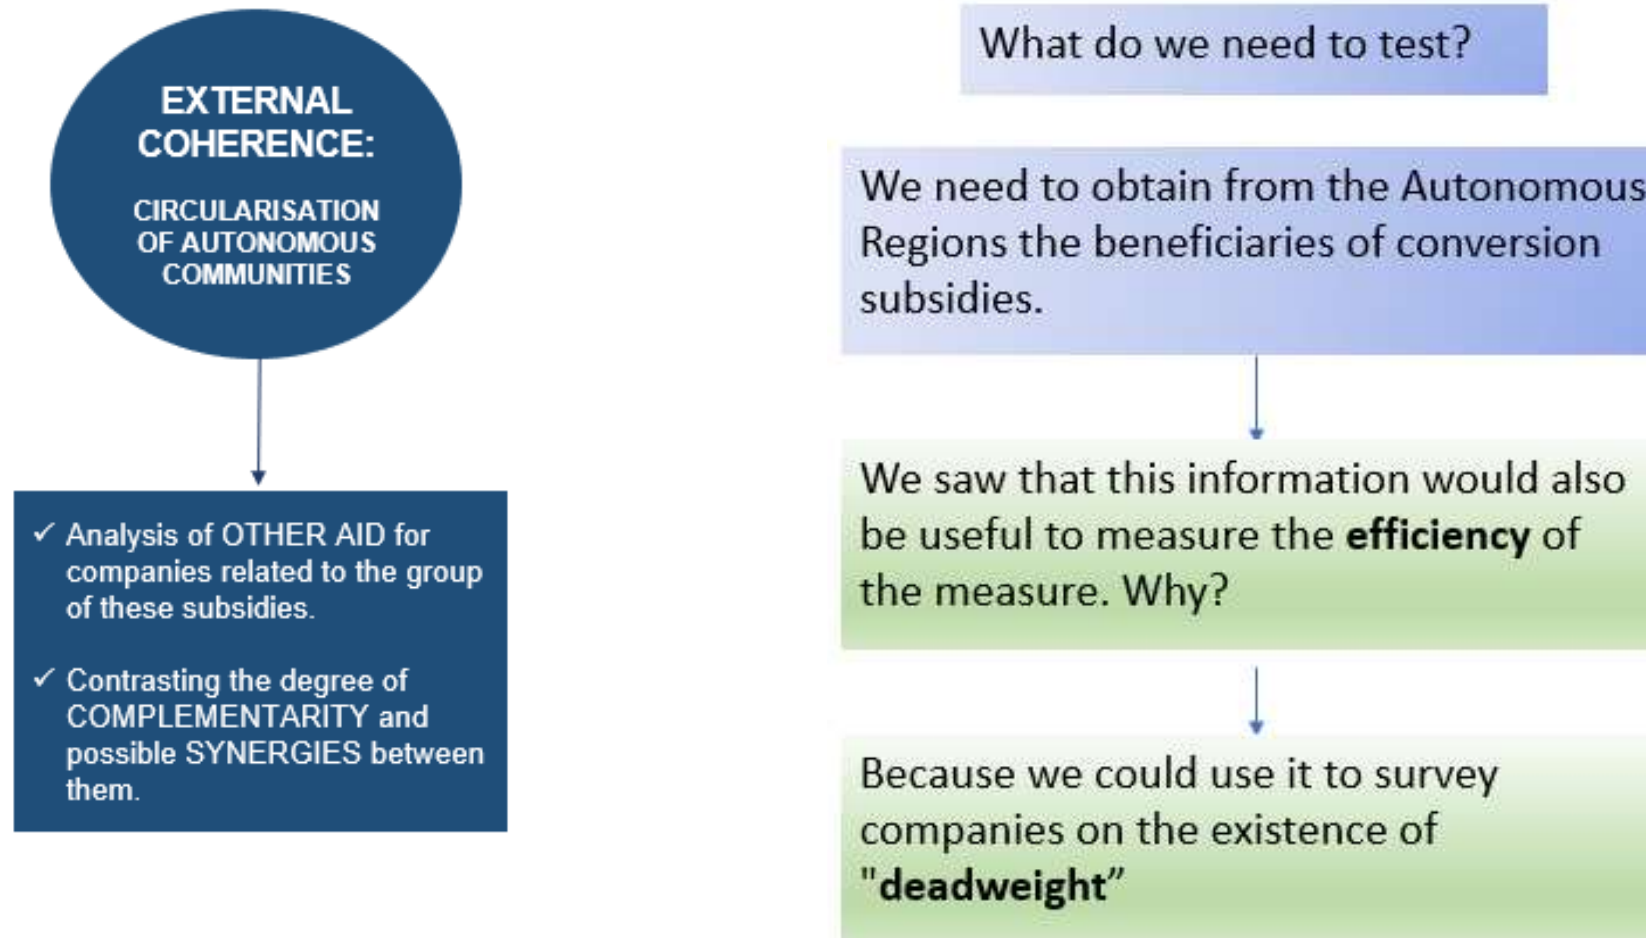 EXTERNAL
COHERENCE:
CIRCULARISATION
OF AUTONOMOUS
COMMUNITIES
✓ Analysis of OTHER AID for
companies related to the group
of these subsidies.
✓ Contrasting the degree of
COMPLEMENTARITY and
possible SYNERGIES between
them.
What do we need to test?
We need to obtain from the Autonomous
Regions the beneficiaries of conversion
subsidies.
We saw that this information would also
be useful to measure the efficiency of
the measure. Why?
Because we could use it to survey
companies on the existence of
"deadweight”